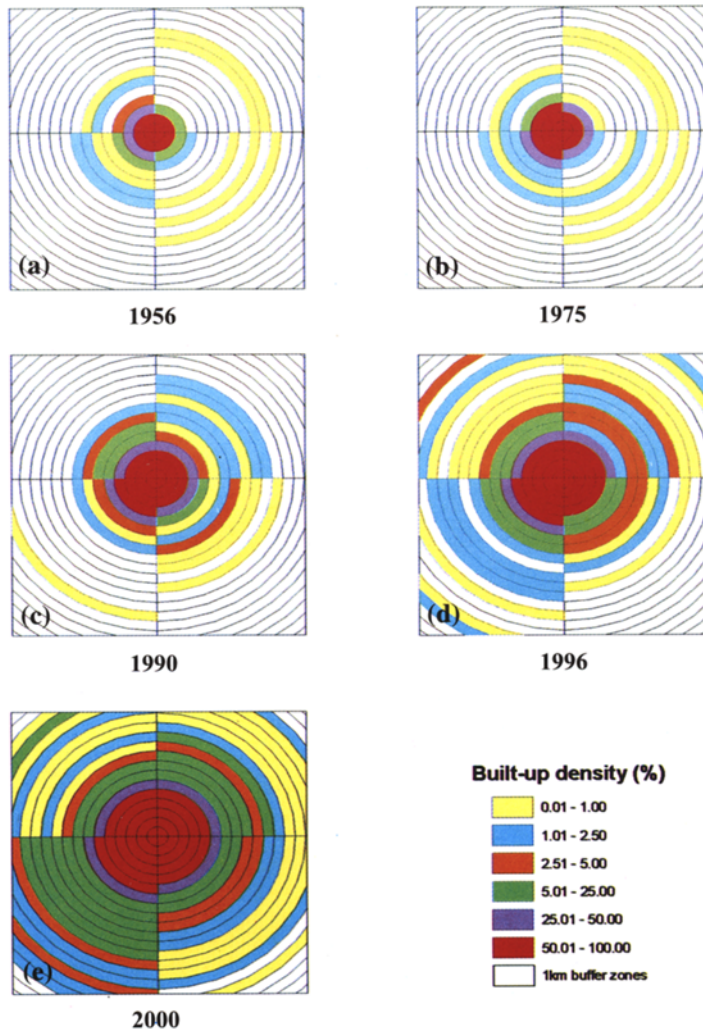 (a)
1956
(b)
1975
(c)
1990
(d)
1996
(e)
2000
Built-up density (%)
0.01 - 1.00
1.01 - 2.50
2.51 - 5.00
5.01 - 25.00
25.01 - 50.00
50.01 - 100.00
1km buffer zones